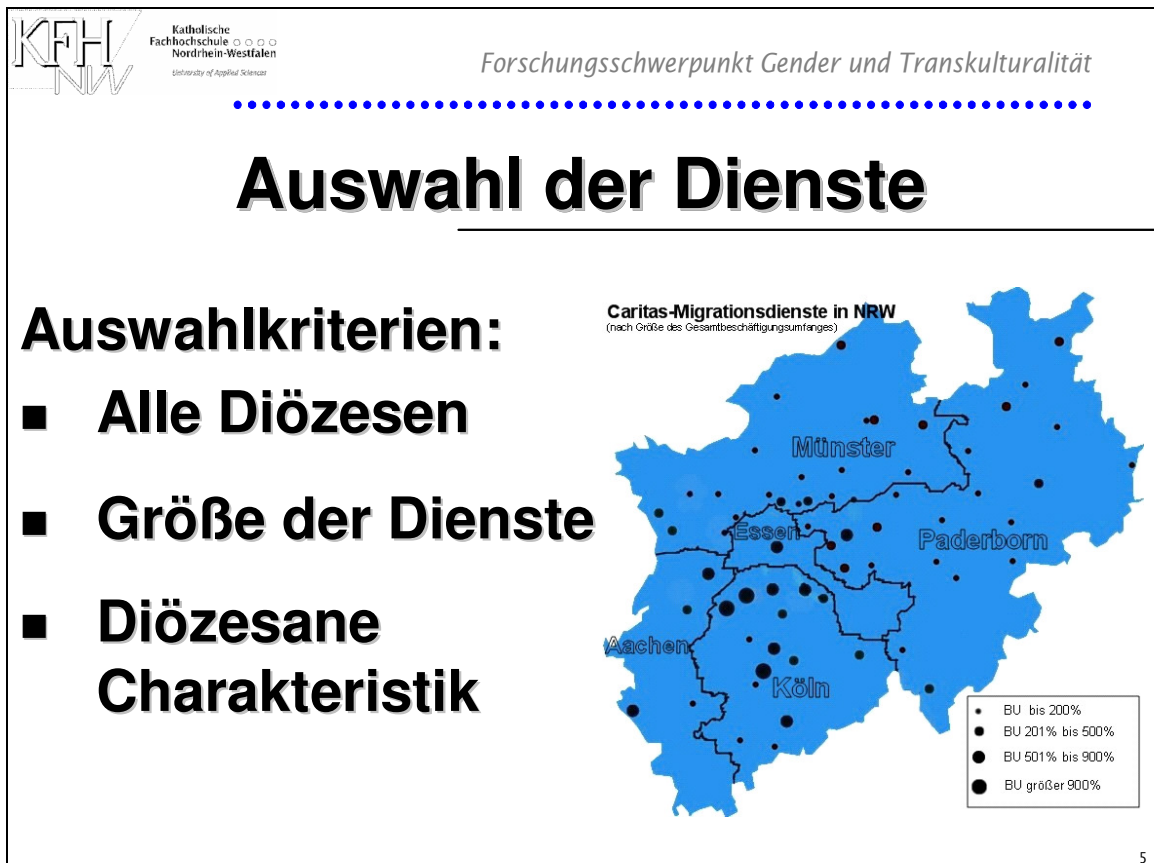 KFH
NW
Katholische
Fachhochschule
Nordrhein-Westfalen
University of Applied Sciences
Forschungsschwerpunkt Gender und Transkulturalität
Auswahl der Dienste
Auswahlkriterien:
■ Alle Diözesen
■ Größe der Dienste
■ Diözesane
Charakteristik
Caritas-Migrationsdienste in NRW
(nach Größe des Gesamtbeschäftigungsumfanges)
Münster
Essen
Paderborn
Aachen
Köln
BU bis 200%
BU 201% bis 500%
BU 501% bis 900%
BU größer 900%
5